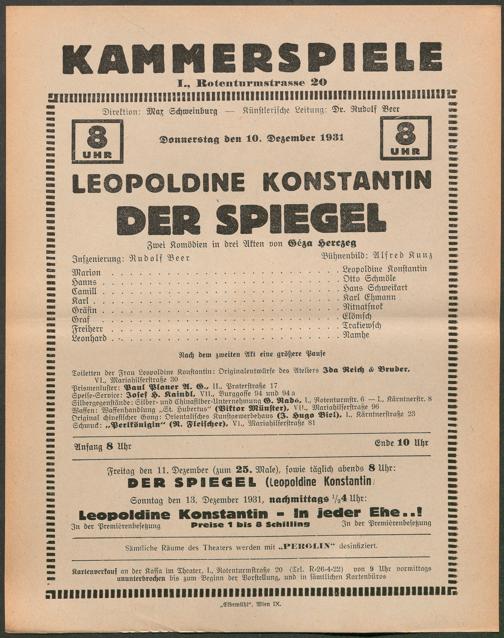 KAMMERSPIELE
I., Rotenturmstrasse 20
Direktion: Max Schweinburg — Künstlerische Leitung: Dr. Rudolf Beer
8 UHR
Donnerstag den 10. Dezember 1931
8 UHR
LEOPOLDINE KONSTANTIN
DER SPIEGEL
Zwei Komödien in drei Akten von Géza Herczeg
Inszenierung: Rudolf Beer Bühnenbild: Alfred Kunz
Marion . . . . . Leopoldine Konstantin
Hanns . . . . . Otto Schmöle
Camill . . . . . Hans Schweikart
Karl . . . . . Karl Ehmann
Gräfin . . . . . Ritnatsnok
Graf . . . . . Elömsch
Freiherr . . . . . Trakiewsch
Leonhard . . . . . Namhe
Nach dem zweiten Akt eine größere Pause
Toiletten der Frau Leopoldine Konstantin: Originalentwürfe des Ateliers Ida Reich & Bruder,
VI., Mariahilferstraße 30
Prismenluster: Paul Planer A. G., II., Praterstraße 17
Speise-Service: Josef H. Kaindl, VII., Burggasse 94 und 94 a
Silbergegenstände: Silber- und Chinasilber-Unternehmung G. Rado, I., Rotenturmstr. 6 — I., Kärntnerstr. 8
Waffen: Waffenhandlung „St. Hubertus“ (Viktor Münster), VII., Mariahilferstraße 96
Original chinesischer Gong: Orientalisches Kunstgewerbehaus (J. Hugo Biel), I., Kärntnerstraße 23
Schmuck: „Perlkönigin“ (R. Fleischer), VI., Mariahilferstraße 81
Anfang 8 Uhr Ende 10 Uhr
Freitag den 11. Dezember (zum 25. Male), sowie täglich abends 8 Uhr:
DER SPIEGEL (Leopoldine Konstantin
Sonntag den 13. Dezember 1931, nachmittags ½4 Uhr:
Leopoldine Konstantin – In jeder Ehe..!
In der Premièrenbesetzung Preise 1 bis 8 Schilling In der Premièrenbesetzung
Sämtliche Räume des Theaters werden mit „PEROLIN“ desinfiziert.
Kartenverkauf an der Kassa im Theater, I., Rotenturmstraße 20 (Tel. R-26-4-22) von 9 Uhr vormittags
ununterbrochen bis zum Beginn der Vorstellung, und in sämtlichen Kartenbüros
„Elbemühl“, Wien IX.